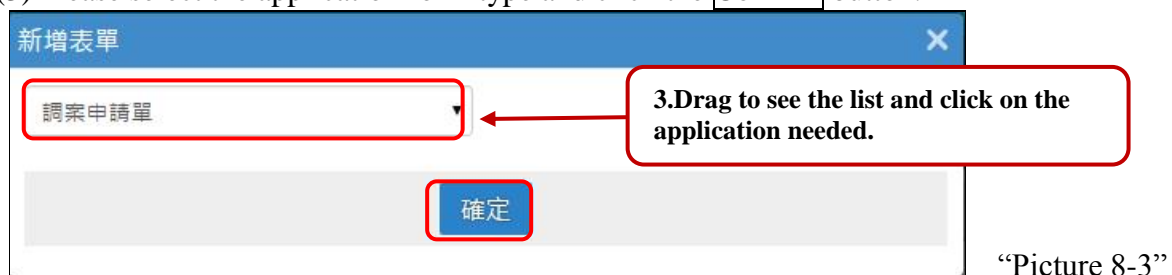 新增表單
調案申請單
3.Drag to see the list and click on the
application needed.
確定
“Picture 8-3”